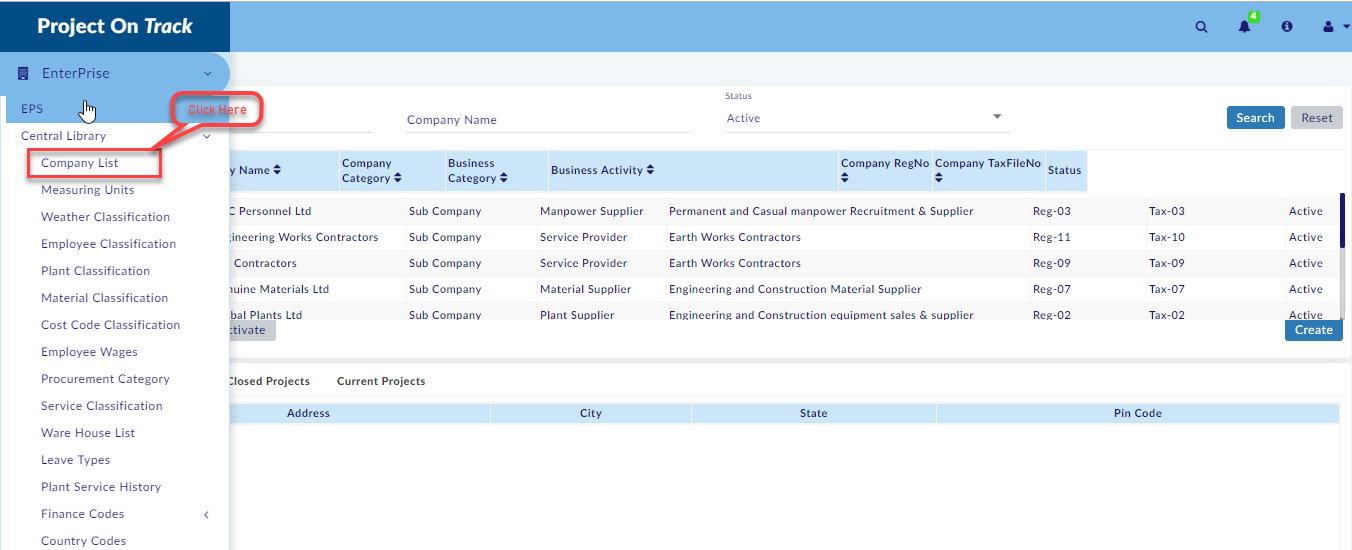 Project On Track
4
EnterPrise
EPS
Click Here
Central Library
Company List
Measuring Units
Weather Classification
Employee Classification
Plant Classification
Material Classification
Cost Code Classification
Employee Wages
Procurement Category
Service Classification
Ware House List
Leave Types
Plant Service History
Finance Codes
Country Codes
Status
Company Name
Active
Search
Reset
y Name
Company Category
Business Category
Business Activity
Company RegNo
Company TaxFileNo
Status
C Personnel Ltd Sub Company Manpower Supplier Permanent and Casual manpower Recruitment & Supplier Reg-03 Tax-03 Active
gineering Works Contractors Sub Company Service Provider Earth Works Contractors Reg-11 Tax-10 Active
Contractors Sub Company Service Provider Earth Works Contractors Reg-09 Tax-09 Active
nuine Materials Ltd Sub Company Material Supplier Engineering and Construction Material Supplier Reg-07 Tax-07 Active
bal Plants Ltd Sub Company Plant Supplier Engineering and Construction equipment sales & supplier Reg-02 Tax-02 Active
ctivate
Create
Closed Projects Current Projects
Address City State Pin Code